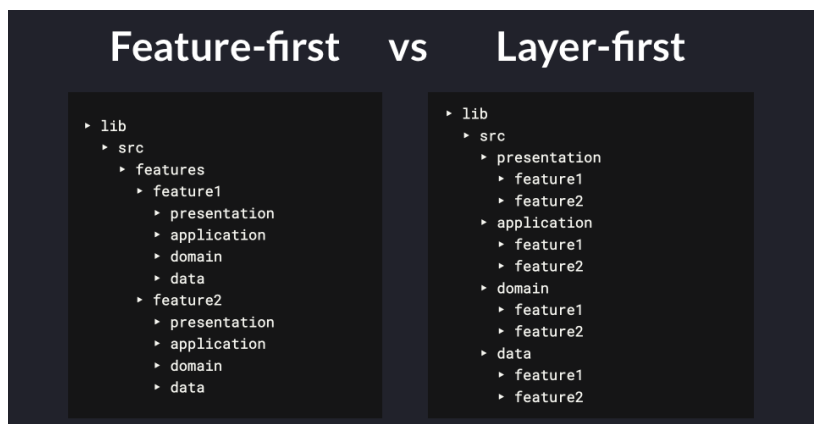 Feature-first vs Layer-first
▸ lib
▸ src
▸ features
▸ feature1
▸ presentation
▸ application
▸ domain
▸ data
▸ feature2
▸ presentation
▸ application
▸ domain
▸ data
▸ lib
▸ src
▸ presentation
▸ feature1
▸ feature2
▸ application
▸ feature1
▸ feature2
▸ domain
▸ feature1
▸ feature2
▸ data
▸ feature1
▸ feature2